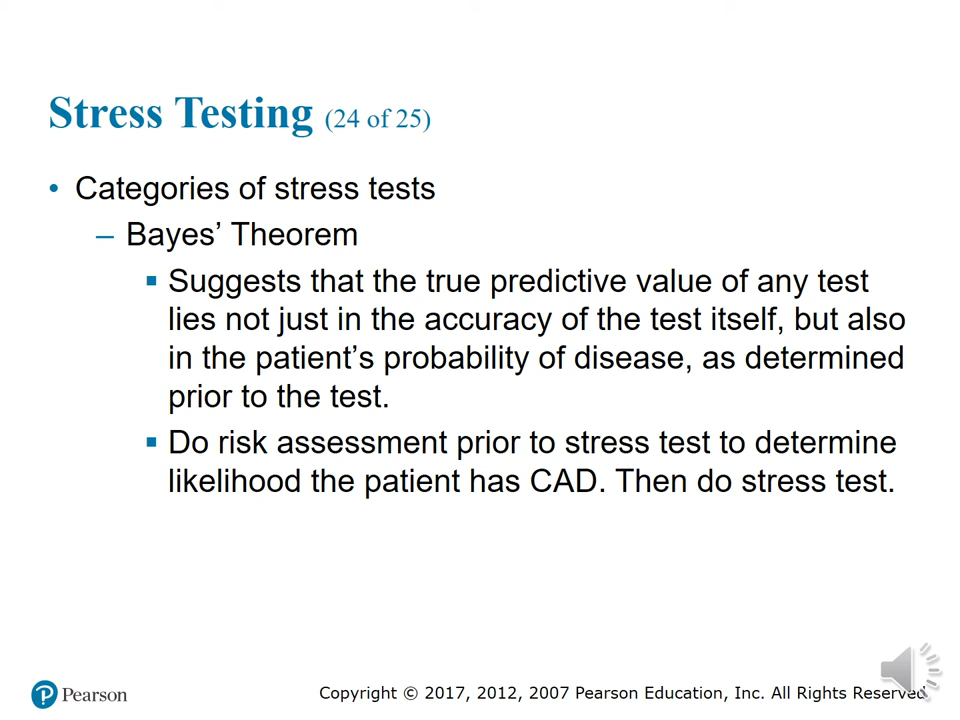 Stress Testing (24 of 25)
• Categories of stress tests
– Bayes’ Theorem
▪ Suggests that the true predictive value of any test
lies not just in the accuracy of the test itself, but also
in the patient’s probability of disease, as determined
prior to the test.
▪ Do risk assessment prior to stress test to determine
likelihood the patient has CAD. Then do stress test.
Pearson
Copyright © 2017, 2012, 2007 Pearson Education, Inc. All Rights Reserved